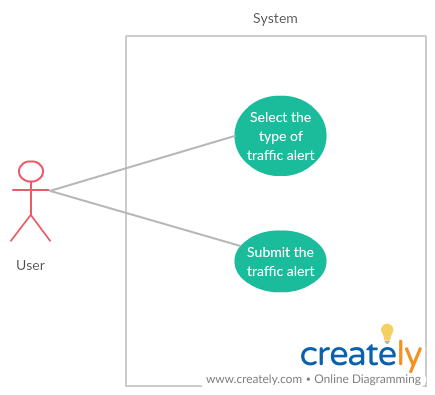 System
Select the
type of
traffic alert
User
Submit the
traffic alert
creately
www.creately.com • Online Diagramming